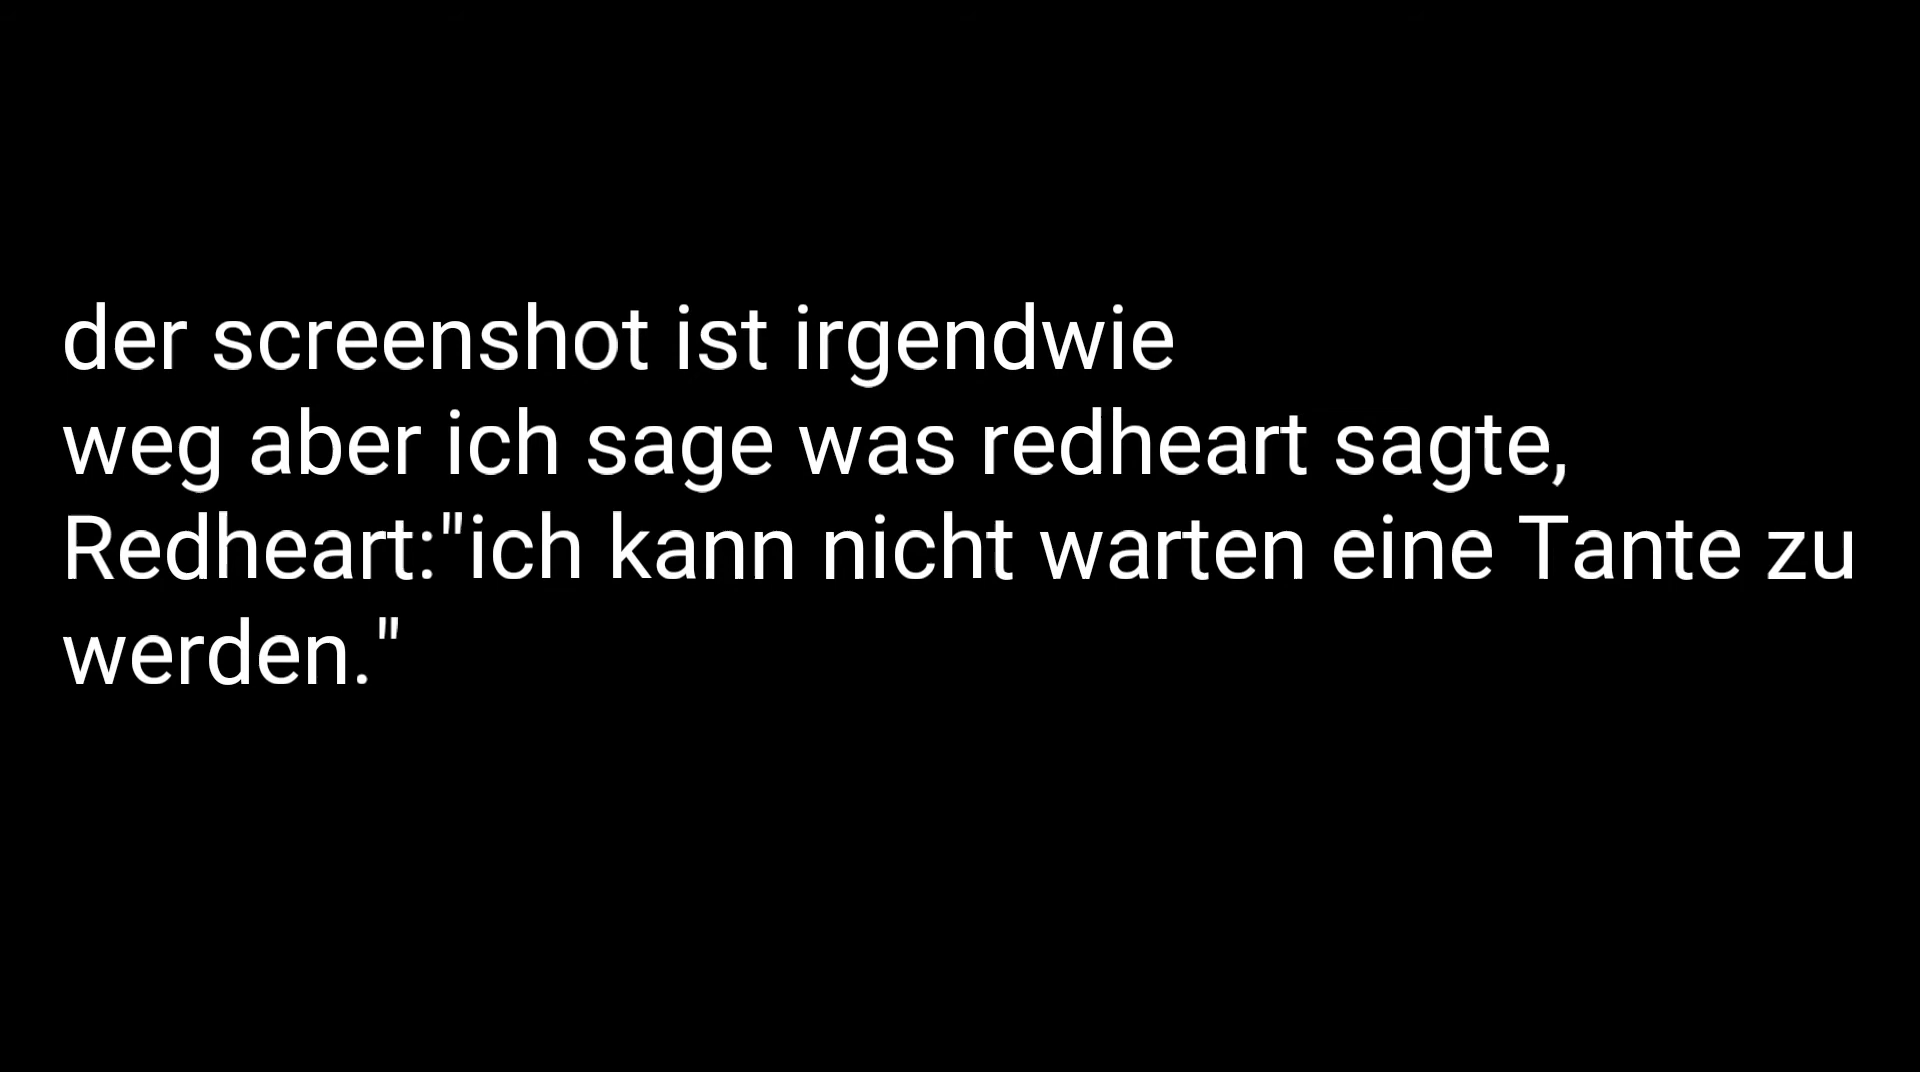 der screenshot ist irgendwie
weg aber ich sage was redheart sagte,
Redheart:"ich kann nicht warten eine Tante zu
werden."